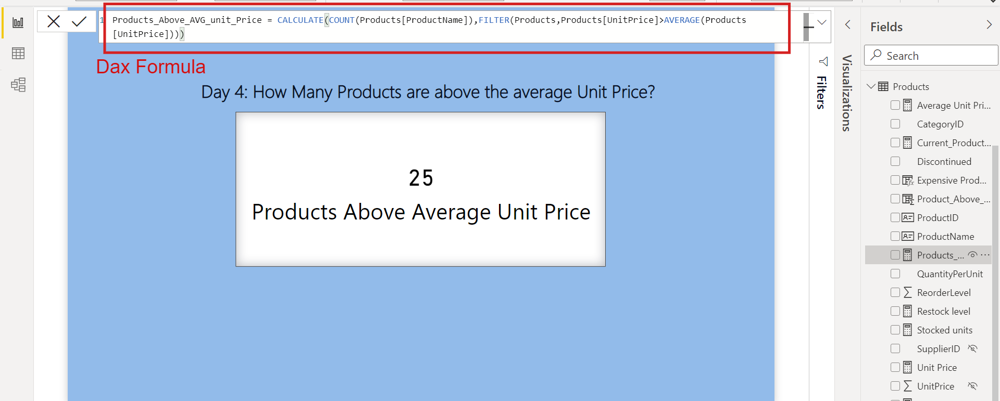 1 Products_Above_AVG_unit_Price = CALCULATE(COUNT(Products[ProductName]),FILTER(Products,Products[UnitPrice]>AVERAGE(Products
[UnitPrice])))
Dax Formula
Day 4: How Many Products are above the average Unit Price?
25
Products Above Average Unit Price
Filters
Visualizations
Fields
Search
Products
Average Unit Pri...
CategoryID
Current_Product...
Discontinued
Expensive Prod...
Product_Above_...
ProductID
ProductName
Products_...
QuantityPerUnit
ReorderLevel
Restock level
Stocked units
SupplierID
Unit Price
UnitPrice